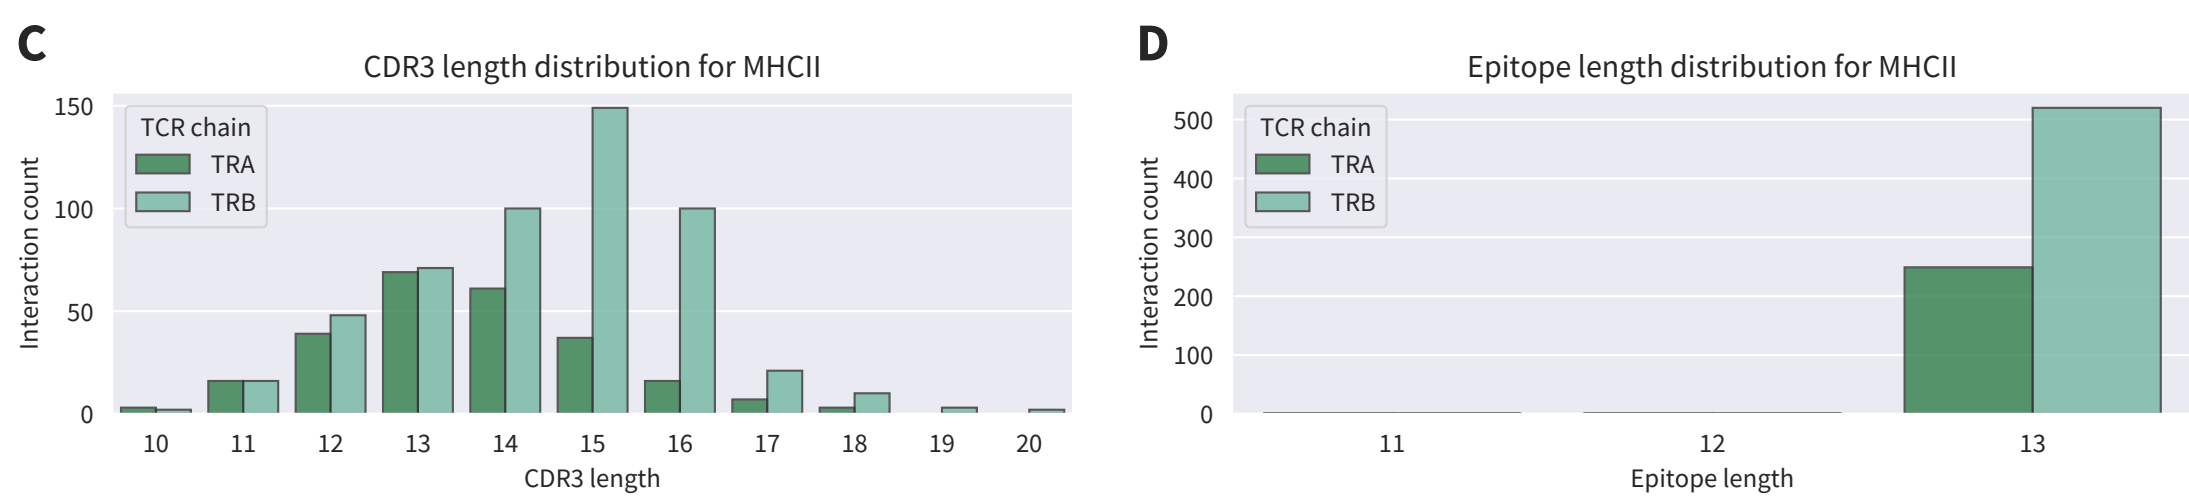 C
CDR3 length distribution for MHCII
Interaction count
150
100
50
0
TCR chain
TRA
TRB
10 11 12 13 14 15 16 17 18 19 20
CDR3 length
D
Epitope length distribution for MHCII
Interaction count
500
400
300
200
100
0
TCR chain
TRA
TRB
11 12 13
Epitope length